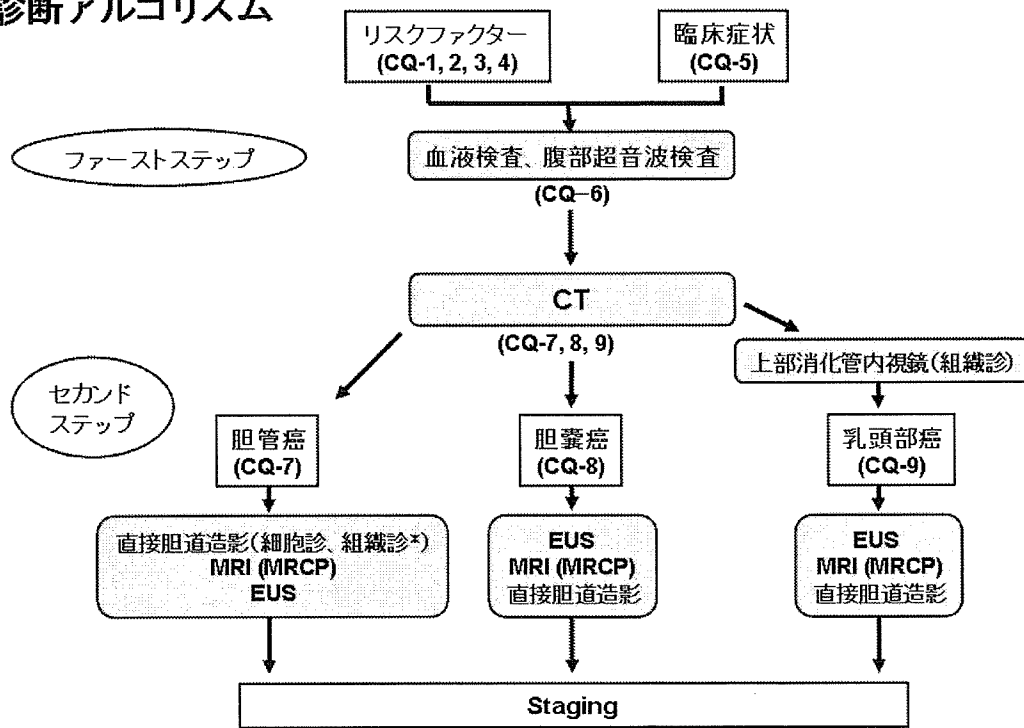 診断アルゴリズム
リスクファクター
(CQ-1, 2, 3, 4)
臨床症状
(CQ-5)
ファーストステップ
血液検査、腹部超音波検査
(CQ-6)
CT
(CQ-7, 8, 9)
上部消化管内視鏡(組織診)
セカンド
ステップ
胆管癌
(CQ-7)
胆嚢癌
(CQ-8)
乳頭部癌
(CQ-9)
直接胆道造影(細胞診、組織診*)
MRI (MRCP)
EUS
EUS
MRI (MRCP)
直接胆道造影
EUS
MRI (MRCP)
直接胆道造影
Staging